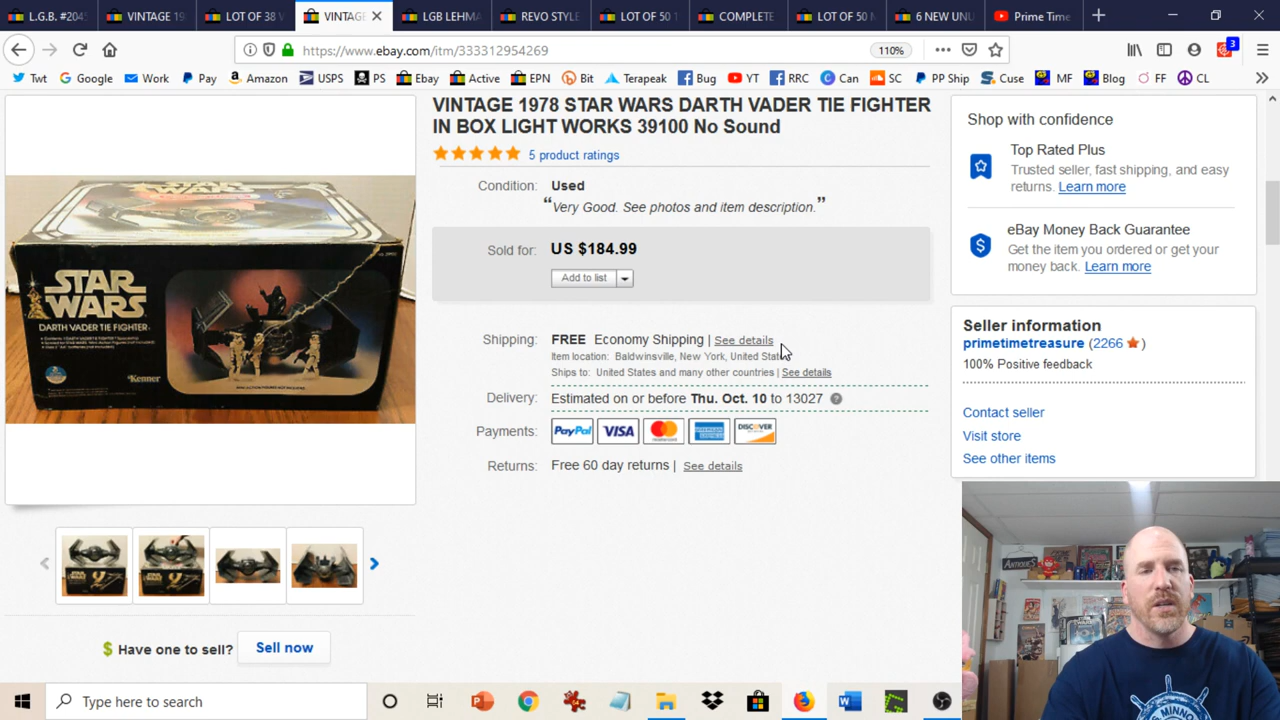 L.G.B. #2045
VINTAGE 19
LOT OF 38 V
VINTAGE
LGB LEHMA
REVO STYLE
LOT OF 50 T
COMPLETE
LOT OF 50 M
6 NEW UNU
Prime Time
https://www.ebay.com/itm/333312954269
110%
3
Twt
Google
Work
Pay
Amazon
USPS
PS
Ebay
Active
EPN
Bit
Terapeak
Bug
YT
RRC
Can
SC
PP Ship
Cuse
MF
Blog
FF
CL
VINTAGE 1978 STAR WARS DARTH VADER TIE FIGHTER
IN BOX LIGHT WORKS 39100 No Sound
5 product ratings
Condition: Used
“Very Good. See photos and item description.”
Sold for: US $184.99
Add to list
Shipping: FREE Economy Shipping | See details
Item location: Baldwinsville, New York, United Stat
Ships to: United States and many other countries | See details
Delivery: Estimated on or before Thu. Oct. 10 to 13027
Payments: PayPal VISA mastercard AMERICAN EXPRESS DISCOVER
Returns: Free 60 day returns | See details
STAR
WARS
DARTH VADER TIE FIGHTER
Kenner
Have one to sell? Sell now
Shop with confidence
Top Rated Plus
Trusted seller, fast shipping, and easy
returns. Learn more
eBay Money Back Guarantee
Get the item you ordered or get your
money back. Learn more
Seller information
primetimetreasure (2266 )
100% Positive feedback
Contact seller
Visit store
See other items
ANTIQUES
MINNO
Type here to search